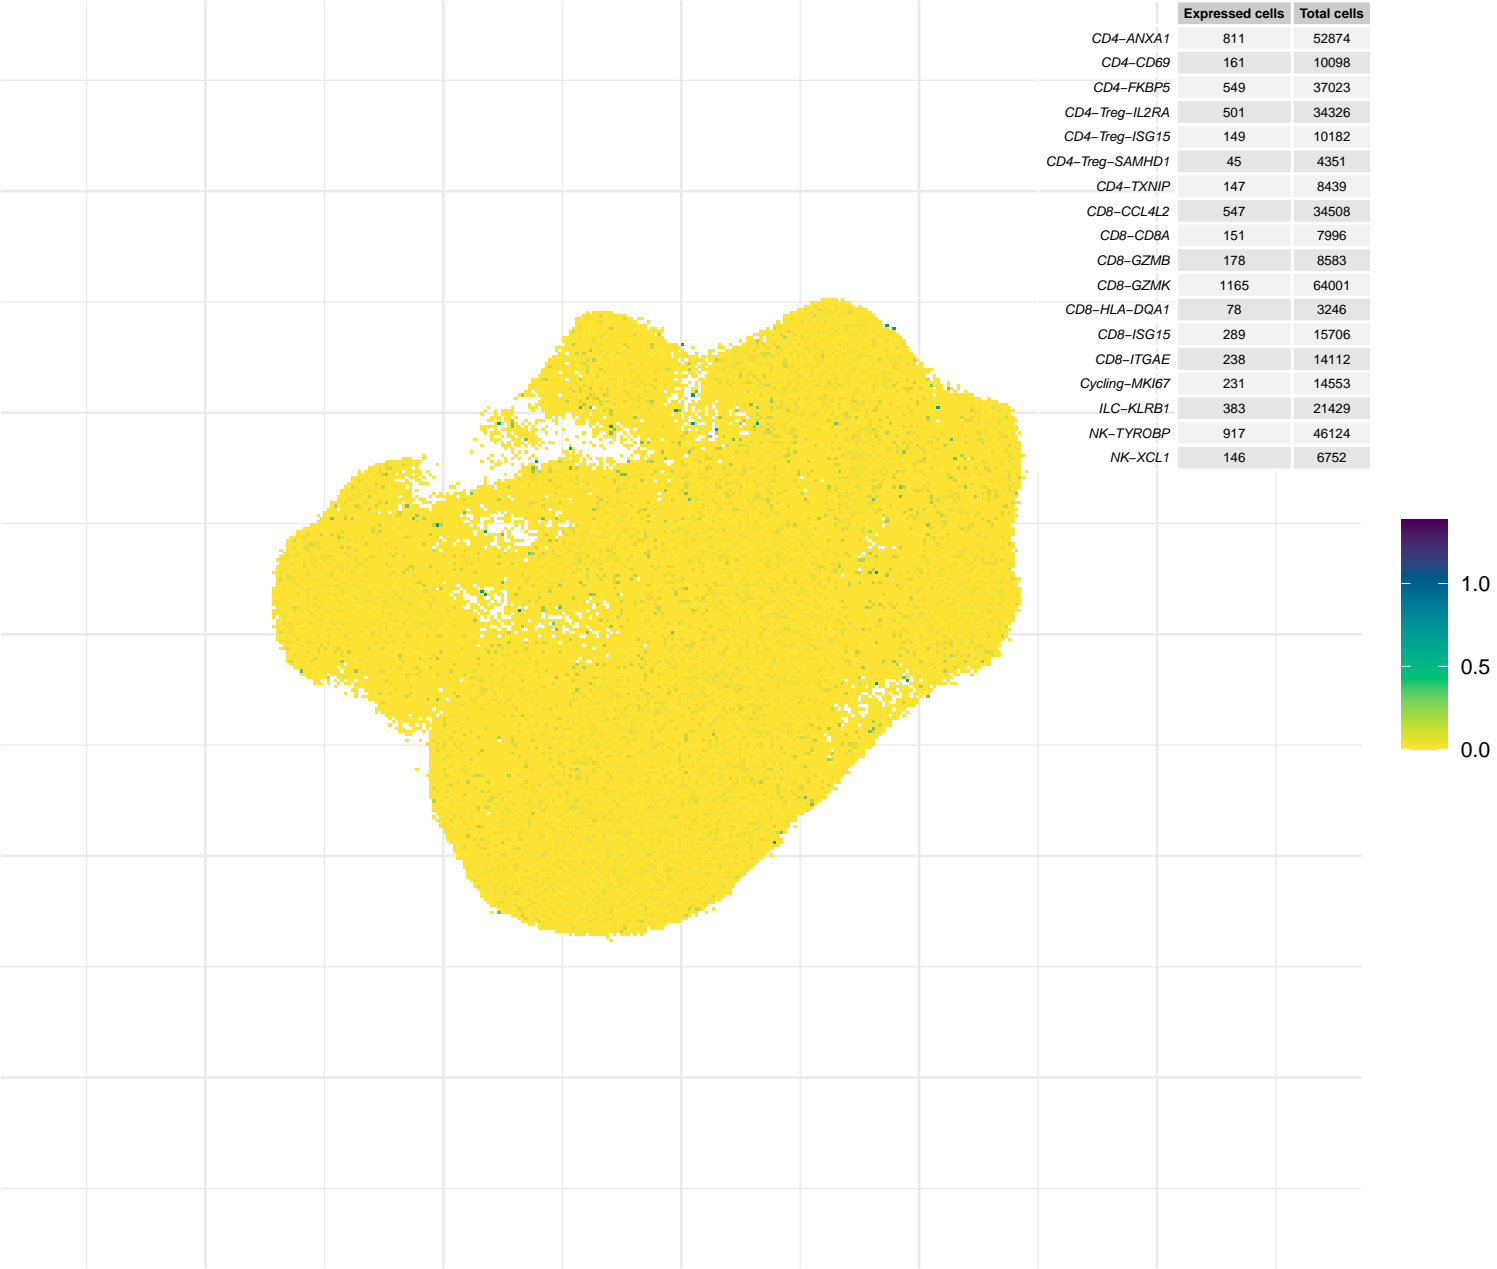 Expressed cells Total cells
CD4−ANXA1 811 52874
CD4−CD69 161 10098
CD4−FKBP5 549 37023
CD4−Treg−IL2RA 501 34326
CD4−Treg−ISG15 149 10182
CD4−Treg−SAMHD1 45 4351
CD4−TXNIP 147 8439
CD8−CCL4L2 547 34508
CD8−CD8A 151 7996
CD8−GZMB 178 8583
CD8−GZMK 1165 64001
CD8−HLA−DQA1 78 3246
CD8−ISG15 289 15706
CD8−ITGAE 238 14112
Cycling−MKI67 231 14553
ILC−KLRB1 383 21429
NK−TYROBP 917 46124
NK−XCL1 146 6752
1.0
0.5
0.0